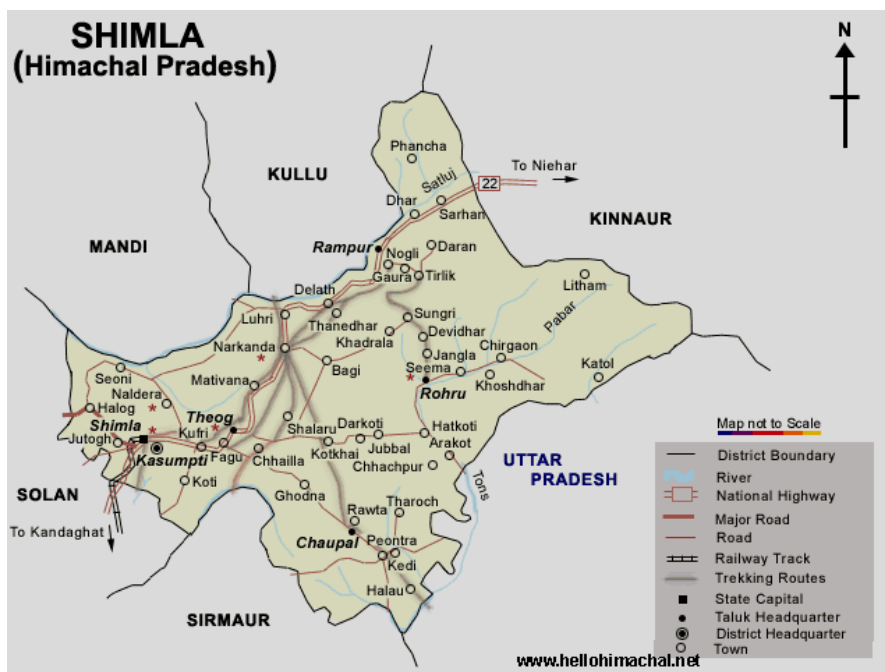 SHIMLA
(Himachal Pradesh)
N
Phancha
KULLU
To Niehar
22
Satluj
Dhar
Sarhan
KINNAUR
MANDI
Rampur
Daran
Nogli
Gaura
Tirlik
Litham
Delath
Pabar
Luhri
Thanedhar
Sungri
Khadrala
Devidhar
Narkanda
Jangla
Chirgaon
Seoni
Bagi
Seema
Katol
Mativana
Khoshdhar
Naldera
Rohru
Halog
Theog
Shimla
Kufri
Shalaru
Darkoti
Hatkoti
Jutogh
Jubbal
Arakot
Kasumpti
Fagu
Chhailla
Kotkhai
Chhachpur
Koti
Ghodna
Tons
UTTAR
PRADESH
SOLAN
Tharoch
Rawta
To Kandaghat
Chaupal
Peontra
Kedi
Halau
SIRMAUR
Map not to Scale
District Boundary
River
National Highway
Major Road
Road
Railway Track
Trekking Routes
State Capital
Taluk Headquarter
District Headquarter
Town
www.hellohimachal.net